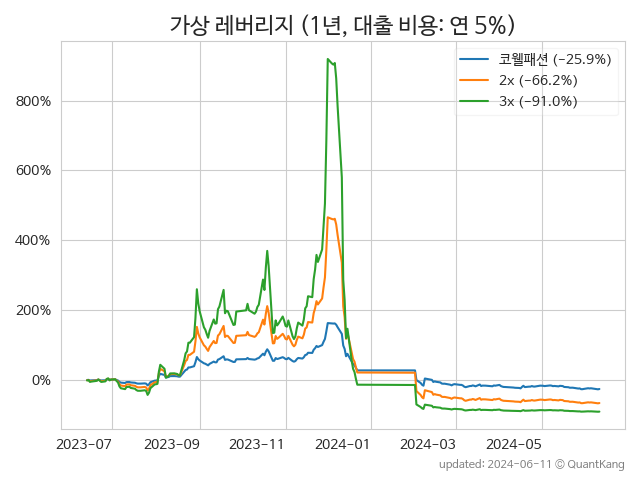 가상 레버리지 (1년, 대출 비용: 연 5%)
코웰패션 (-25.9%)
2x (-66.2%)
3x (-91.0%)
800%
600%
400%
200%
0%
2023-07
2023-09
2023-11
2024-01
2024-03
2024-05
updated: 2024-06-11 © QuantKang